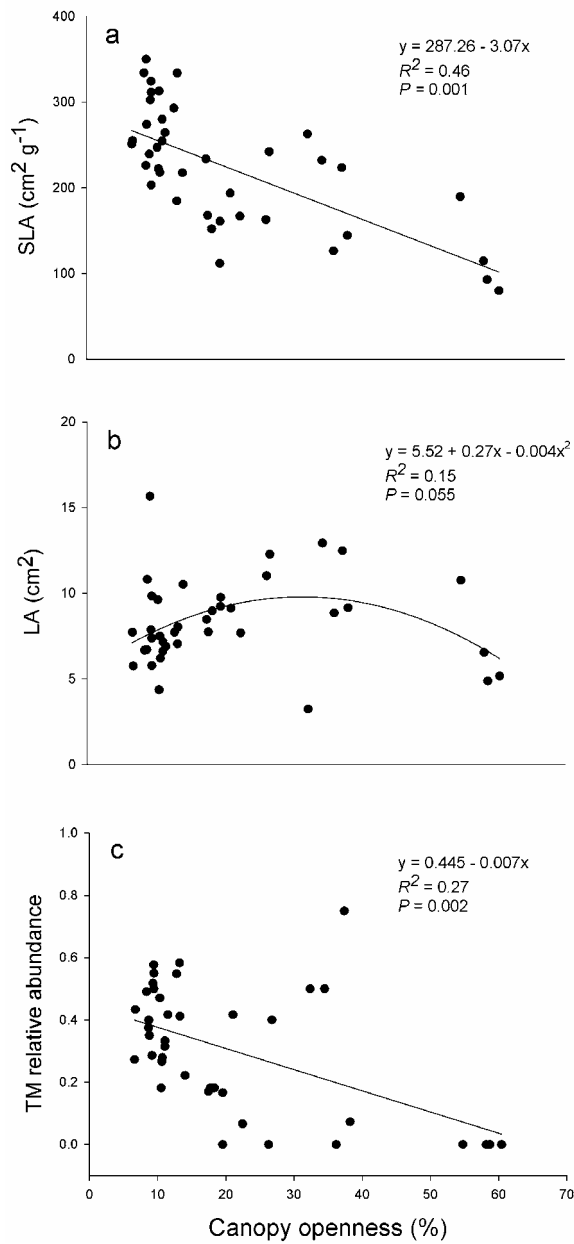 a
y = 287.26 - 3.07x
R² = 0.46
P = 0.001
400
300
200
100
0
SLA (cm² g⁻¹)
b
y = 5.52 + 0.27x - 0.004x²
R² = 0.15
P = 0.055
20
15
10
5
0
LA (cm²)
c
y = 0.445 - 0.007x
R² = 0.27
P = 0.002
1.0
0.8
0.6
0.4
0.2
0.0
TM relative abundance
0 10 20 30 40 50 60 70
Canopy openness (%)